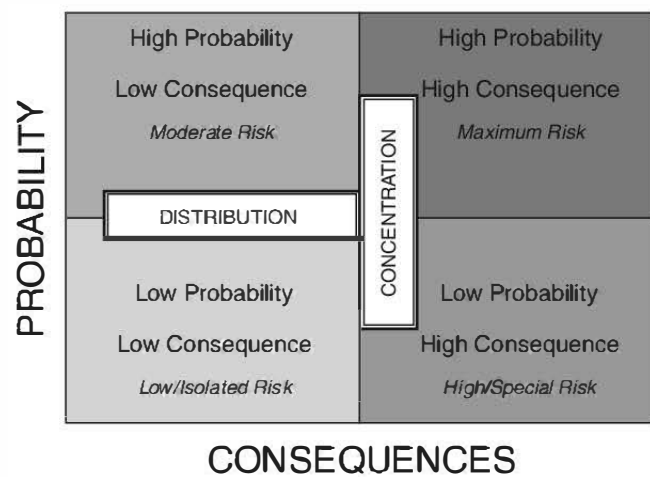 High Probability
Low Consequence
Moderate Risk
High Probability
High Consequence
Maximum Risk
PROBABILITY
DISTRIBUTION
CONCENTRATION
Low Probability
Low Consequence
Low/Isolated Risk
Low Probability
High Consequence
High/Special Risk
CONSEQUENCES